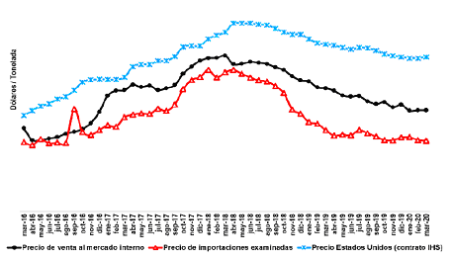 Dólares / Tonelada
mar-16 abr-16 may-16 jun-16 jul-16 ago-16 sep-16 oct-16 nov-16 dic-16 ene-17 feb-17 mar-17 abr-17 may-17 jun-17 jul-17 ago-17 sep-17 oct-17 nov-17 dic-17 ene-18 feb-18 mar-18 abr-18 may-18 jun-18 jul-18 ago-18 sep-18 oct-18 nov-18 dic-18 ene-19 feb-19 mar-19 abr-19 may-19 jun-19 jul-19 ago-19 sep-19 oct-19 nov-19 dic-19 ene-20 feb-20 mar-20
Precio de venta al mercado interno Precio de importaciones examinadas Precio Estados Unidos (contrato IHS)